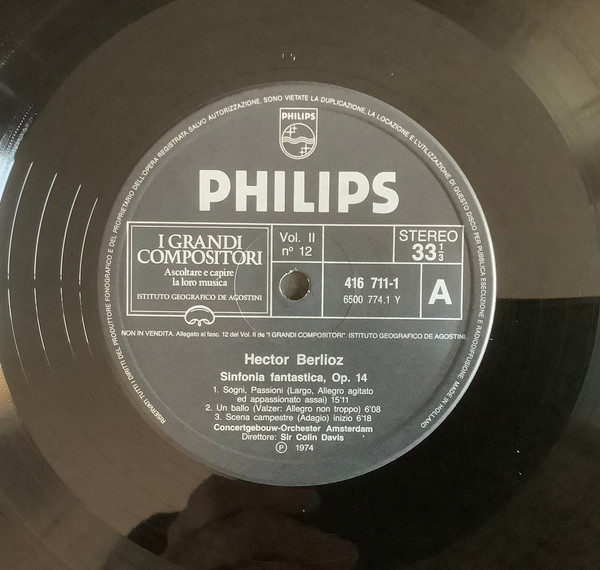 RISERVATI TUTTI I DIRITTI DEL PRODUTTORE FONOGRAFICO E DEL PROPRIETARIO DELL'OPERA REGISTRATA. SALVO AUTORIZZAZIONE, SONO VIETATE LA DUPLICAZIONE, LA LOCAZIONE E L'UTILIZZAZIONE DI QUESTO DISCO PER PUBBLICA ESECUZIONE E RADIODIFFUSIONE MADE IN HOLLAND
PHILIPS
PHILIPS
I GRANDI
COMPOSITORI
Ascoltare e capire
la loro musica
ISTITUTO GEOGRAFICO DE AGOSTINI
Vol. II
nº 12
STEREO
33 1/3
416 711-1
6500 774.1 Y
A
NON IN VENDITA. Allegato al fasc. 12 del Vol. II de "I GRANDI COMPOSITORI". ISTITUTO GEOGRAFICO DE AGOSTINI
Hector Berlioz
Sinfonia fantastica, Op. 14
1. Sogni, Passioni (Largo, Allegro agitato
ed appassionato assai) 15'11
2. Un ballo (Valzer: Allegro non troppo) 6'08
3. Scena campestre (Adagio) inizio 6'18
Concertgebouw-Orchester Amsterdam
Direttore: Sir Colin Davis
Ⓟ 1974